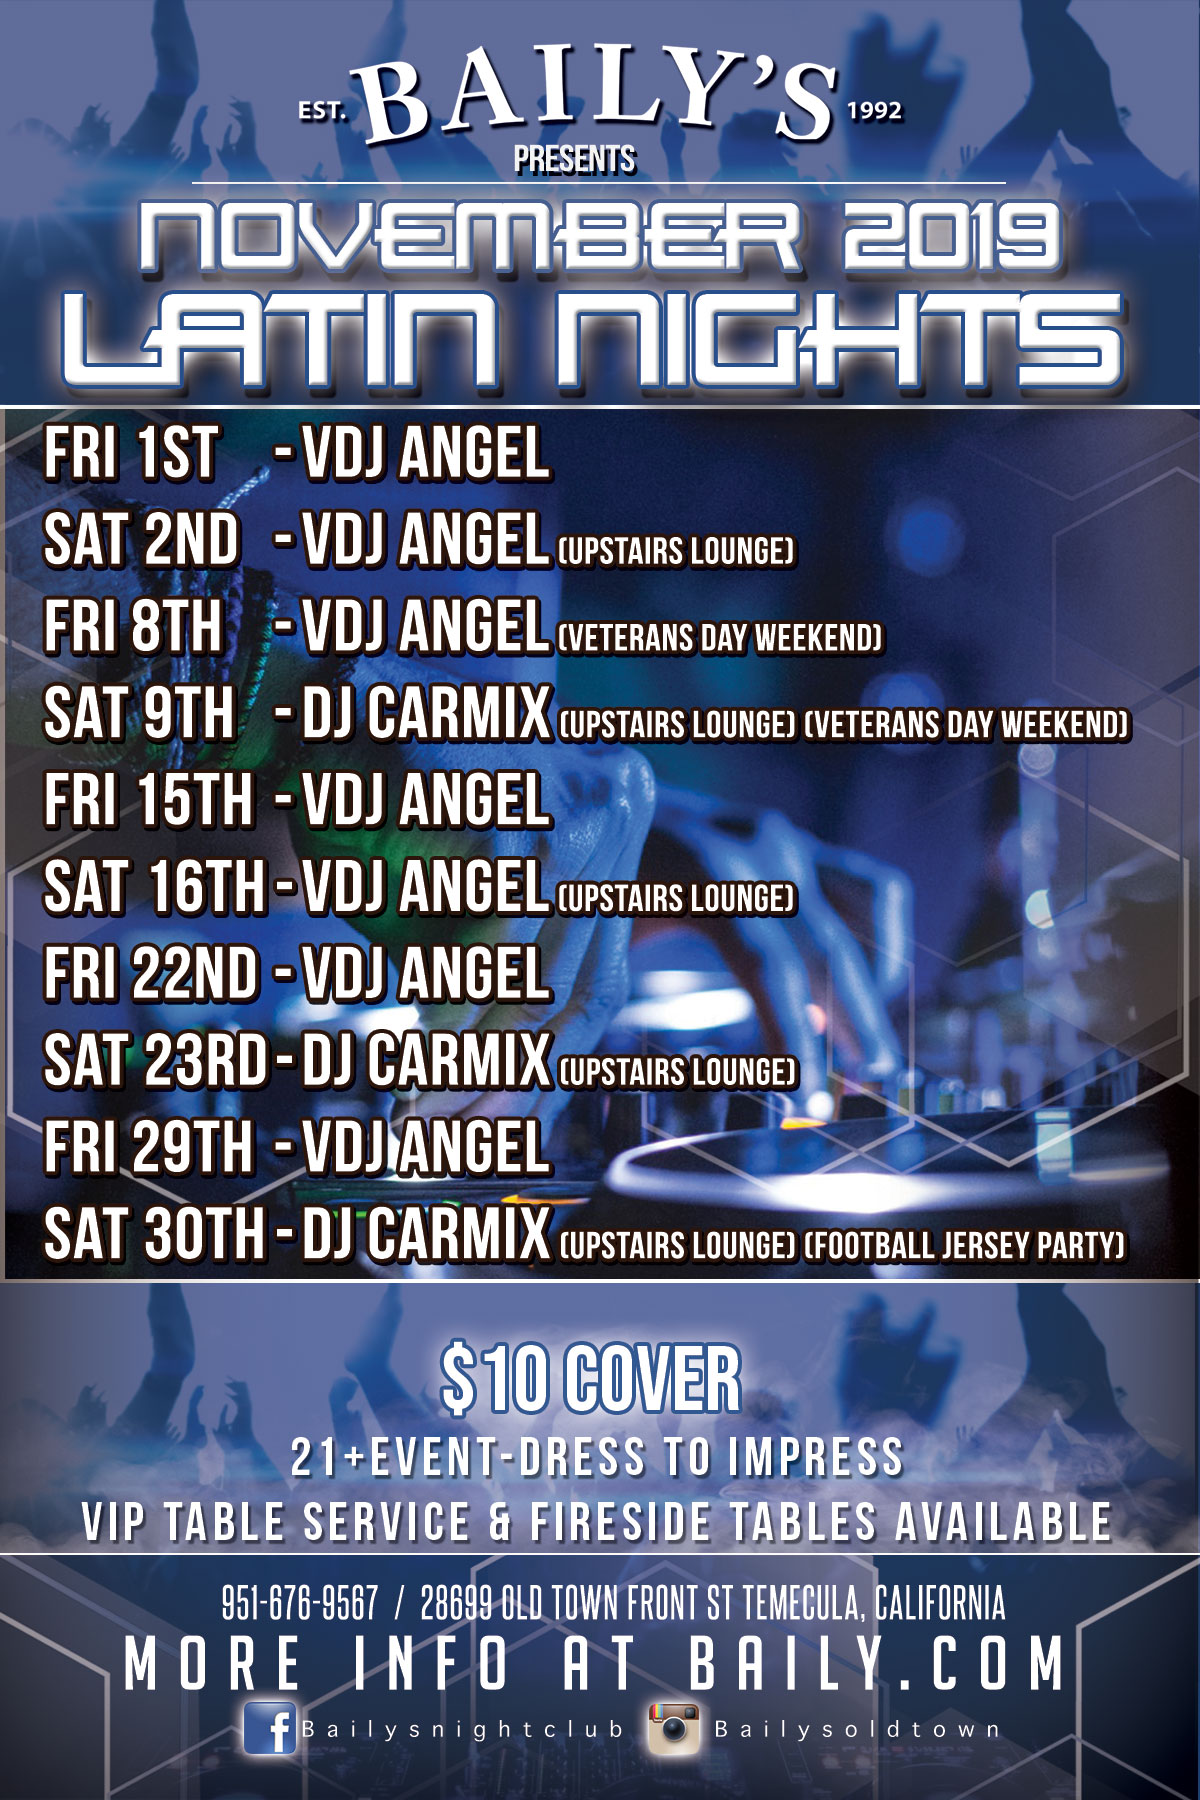 EST. BAILY'S 1992
PRESENTS
NOVEMBER 2019
LATIN NIGHTS
FRI 1ST - VDJ ANGEL
SAT 2ND - VDJ ANGEL (UPSTAIRS LOUNGE)
FRI 8TH - VDJ ANGEL (VETERANS DAY WEEKEND)
SAT 9TH - DJ CARMIX (UPSTAIRS LOUNGE) (VETERANS DAY WEEKEND)
FRI 15TH - VDJ ANGEL
SAT 16TH - VDJ ANGEL (UPSTAIRS LOUNGE)
FRI 22ND - VDJ ANGEL
SAT 23RD - DJ CARMIX (UPSTAIRS LOUNGE)
FRI 29TH - VDJ ANGEL
SAT 30TH - DJ CARMIX (UPSTAIRS LOUNGE) (FOOTBALL JERSEY PARTY)
$10 COVER
21+EVENT-DRESS TO IMPRESS
VIP TABLE SERVICE & FIRESIDE TABLES AVAILABLE
951-676-9567 / 28699 OLD TOWN FRONT ST TEMECULA, CALIFORNIA
MORE INFO AT BAILY.COM
f Bailysnightclub Bailysoldtown